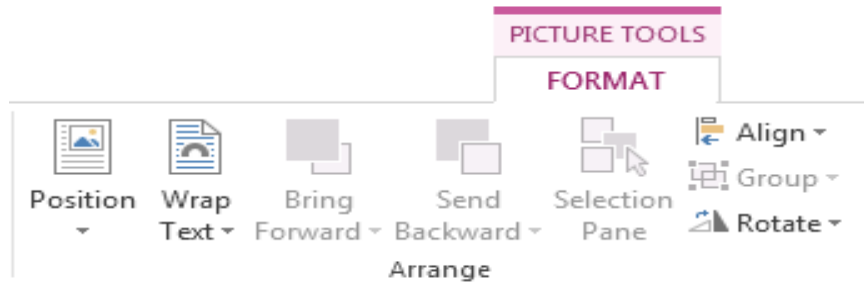 PICTURE TOOLS
FORMAT
Position
Wrap
Text
Bring
Forward
Send
Backward
Selection
Pane
Align
Group
Rotate
Arrange